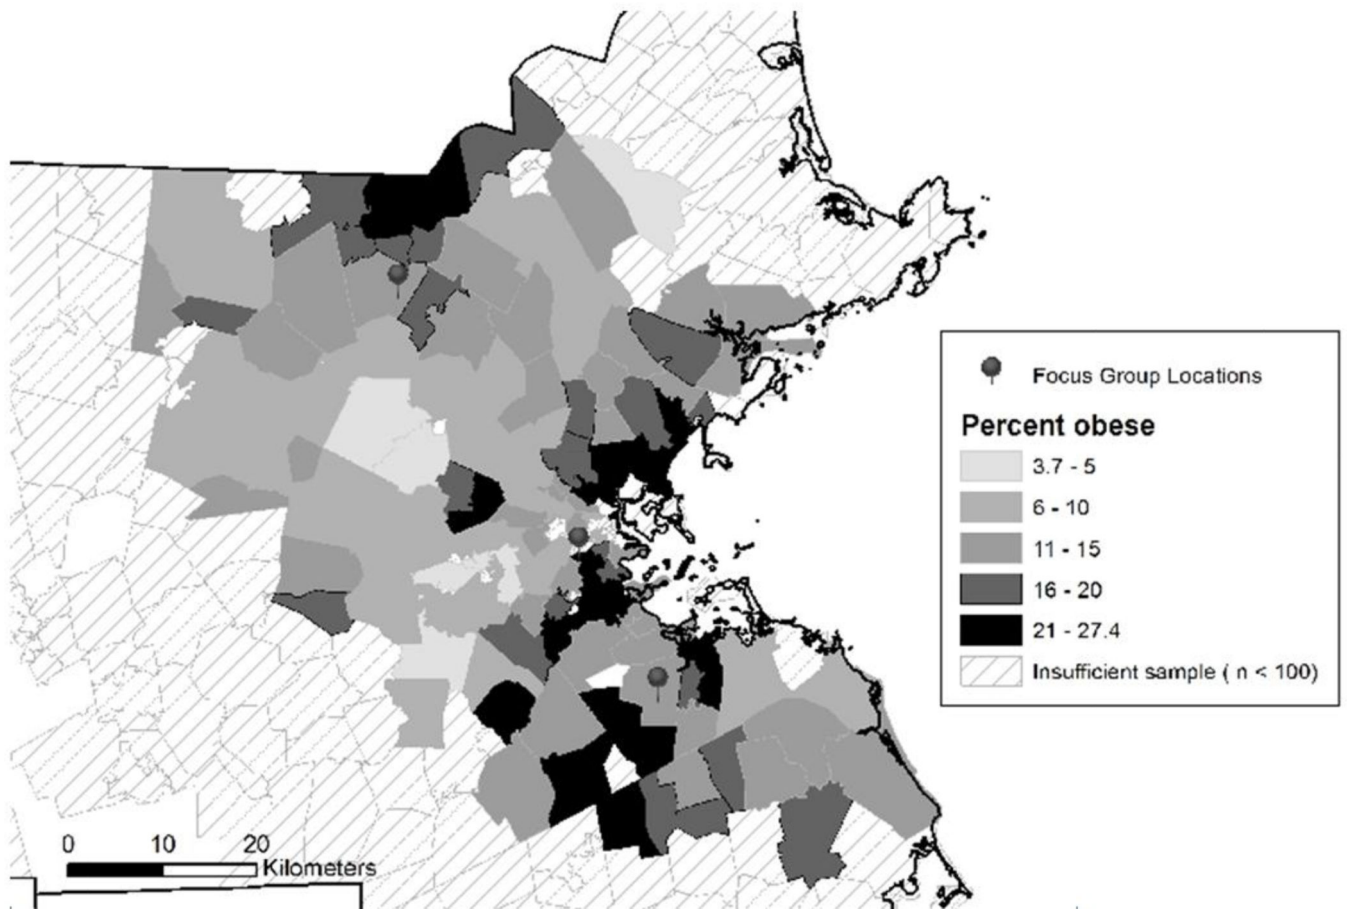 Focus Group Locations
Percent obese
3.7 - 5
6 - 10
11 - 15
16 - 20
21 - 27.4
Insufficient sample ( n < 100)
0 10 20
Kilometers